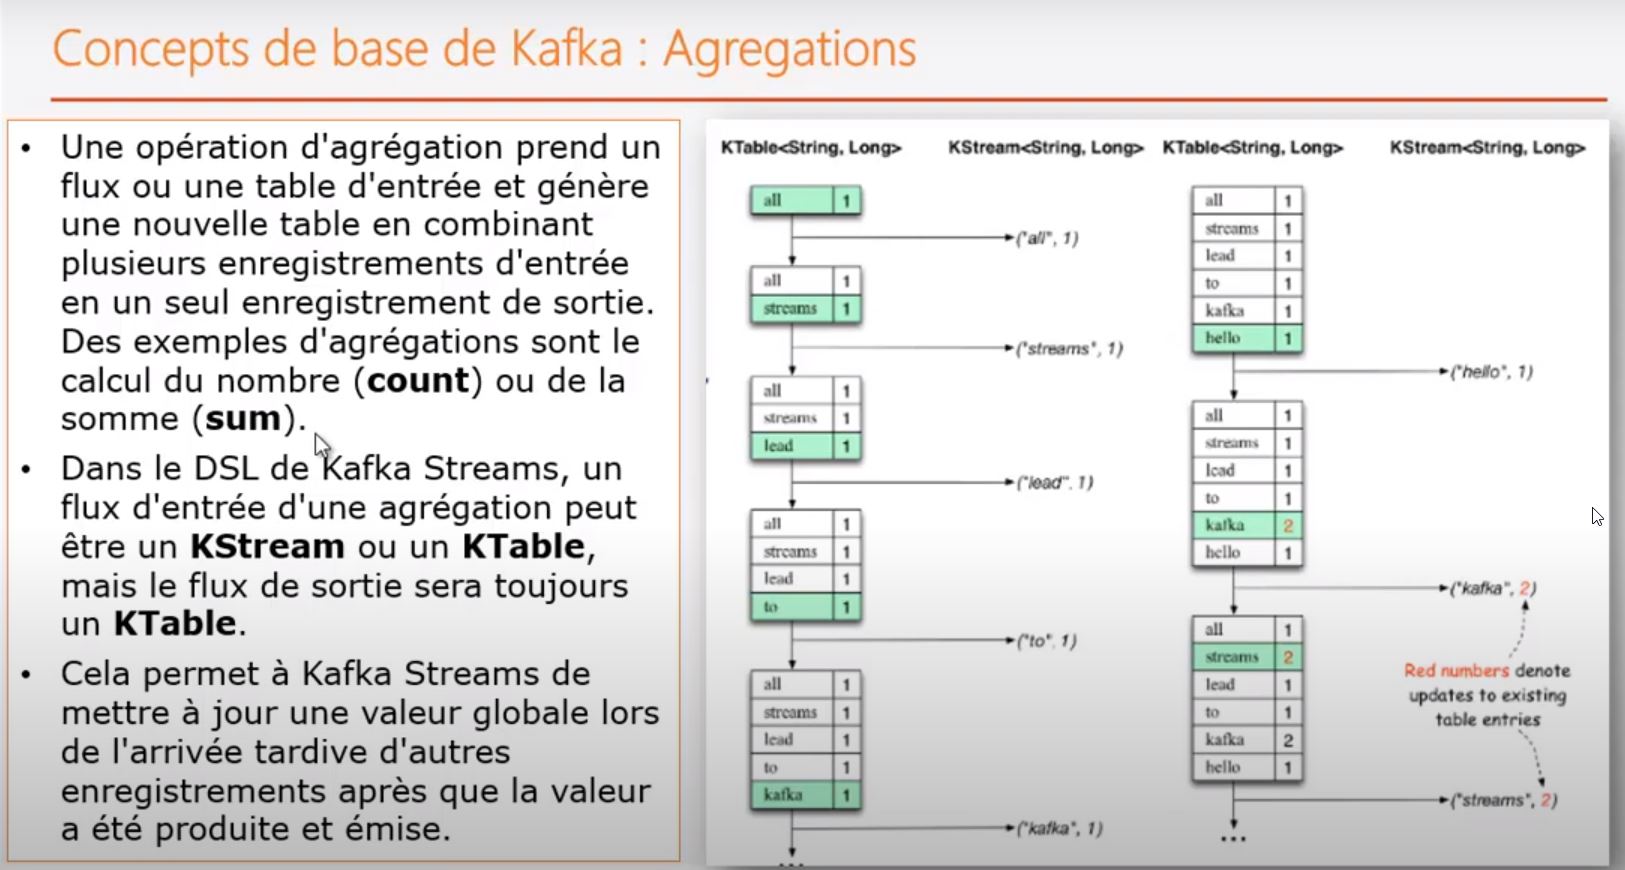 Concepts de base de Kafka : Agregations
• Une opération d'agrégation prend un
flux ou une table d'entrée et génère
une nouvelle table en combinant
plusieurs enregistrements d'entrée
en un seul enregistrement de sortie.
Des exemples d'agrégations sont le
calcul du nombre (count) ou de la
somme (sum).
• Dans le DSL de Kafka Streams, un
flux d'entrée d'une agrégation peut
être un KStream ou un KTable,
mais le flux de sortie sera toujours
un KTable.
• Cela permet à Kafka Streams de
mettre à jour une valeur globale lors
de l'arrivée tardive d'autres
enregistrements après que la valeur
a été produite et émise.
KTable<String, Long> KStream<String, Long>
all 1
("all", 1)
all 1
streams 1
("streams", 1)
all 1
streams 1
lead 1
("lead". 1)
all 1
streams 1
lead 1
to 1
("to", 1)
all 1
streams 1
lead 1
to 1
kafka 1
("kafka", 1)
...
KTable<String, Long> KStream<String, Long>
all 1
streams 1
lead 1
to 1
kafka 1
hello 1
("hello", 1)
all 1
streams 1
lead 1
to 1
kafka 2
hello 1
("kafka", 2)
all 1
streams 2
lead 1
to 1
kafka 2
hello 1
Red numbers denote
updates to existing
table entries
("streams", 2)
...